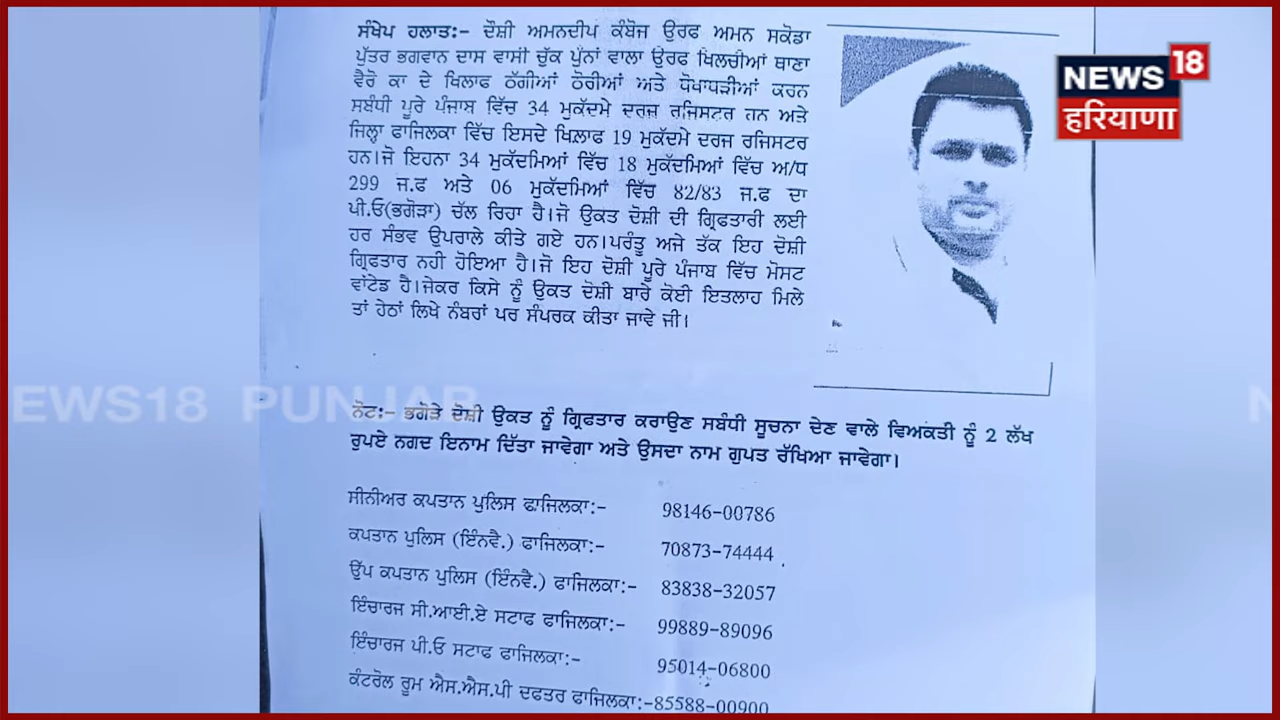 ਸੰਖੇਪ ਹਲਾਤ:- ਦੌਸ਼ੀ ਅਮਨਦੀਪ ਕੰਬੋਜ ਉਰਫ ਅਮਨ ਸਕੋਡਾ
ਪੁੱਤਰ ਭਗਵਾਨ ਦਾਸ ਵਾਸੀ ਚੁੱਕ ਪੁੰਨਾਂ ਵਾਲਾ ਉਰਫ ਖਿਲਚੀਆਂ ਥਾਣਾ
ਵੈਰੋ ਕਾ ਦੇ ਖਿਲਾਫ ਠੱਗੀਆਂ ਠੋਰੀਆਂ ਅਤੇ ਧੋਖਾਧੜੀਆਂ ਕਰਨ
ਸਬੰਧੀ ਪੂਰੇ ਪੰਜਾਬ ਵਿੱਚ 34 ਮੁਕੱਦਮੇ ਦਰਜ਼ ਰਜਿਸਟਰ ਹਨ ਅਤੇ
ਜਿਲ੍ਹਾ ਫਾਜਿਲਕਾ ਵਿੱਚ ਇਸਦੇ ਖਿਲਾਫ਼ 19 ਮੁਕੱਦਮੇ ਦਰਜ ਰਜਿਸਟਰ
ਹਨ।ਜੋ ਇਹਨਾ 34 ਮੁਕੱਦਮਿਆਂ ਵਿੱਚ 18 ਮੁਕੱਦਮਿਆਂ ਵਿੱਚ ਅ/ਧ
299 ਜ.ਫ ਅਤੇ 06 ਮੁਕੱਦਮਿਆਂ ਵਿੱਚ 82/83 ਜ.ਫ ਦਾ
ਪੀ.ਓ(ਭਗੋੜਾ) ਚੱਲ ਰਿਹਾ ਹੈ।ਜੋ ਉਕਤ ਦੋਸ਼ੀ ਦੀ ਗ੍ਰਿਫਤਾਰੀ ਲਈ
ਹਰ ਸੰਭਵ ਉਪਰਾਲੇ ਕੀਤੇ ਗਏ ਹਨ।ਪਰੰਤੂ ਅਜੇ ਤੱਕ ਇਹ ਦੋਸ਼ੀ
ਗ੍ਰਿਫਤਾਰ ਨਹੀ ਹੋਇਆ ਹੈ।ਜੋ ਇਹ ਦੋਸ਼ੀ ਪੂਰੇ ਪੰਜਾਬ ਵਿੱਚ ਮੋਸਟ
ਵਾਂਟੇਡ ਹੈ।ਜੇਕਰ ਕਿਸੇ ਨੂੰ ਉਕਤ ਦੋਸ਼ੀ ਬਾਰੇ ਕੋਈ ਇਤਲਾਹ ਮਿਲੇ
ਤਾਂ ਹੇਠਾਂ ਲਿਖੇ ਨੰਬਰਾਂ ਪਰ ਸੰਪਰਕ ਕੀਤਾ ਜਾਵੇ ਜੀ।
NEWS 18
हरियाणा
EWS18 PUNJAB
ਨੋਟ:- ਭਗੋੜੇ ਦੋਸ਼ੀ ਉਕਤ ਨੂੰ ਗ੍ਰਿਫਤਾਰ ਕਰਾਉਣ ਸਬੰਧੀ ਸੂਚਨਾ ਦੇਣ ਵਾਲੇ ਵਿਅਕਤੀ ਨੂੰ 2 ਲੱਖ
ਰੁਪਏ ਨਗਦ ਇਨਾਮ ਦਿੱਤਾ ਜਾਵੇਗਾ ਅਤੇ ਉਸਦਾ ਨਾਮ ਗੁਪਤ ਰੱਖਿਆ ਜਾਵੇਗਾ।
ਸੀਨੀਅਰ ਕਪਤਾਨ ਪੁਲਿਸ ਫਾਜਿਲਕਾ:- 98146-00786
ਕਪਤਾਨ ਪੁਲਿਸ (ਇੰਨਵੈ.) ਫਾਜਿਲਕਾ:- 70873-74444
ਉੱਪ ਕਪਤਾਨ ਪੁਲਿਸ (ਇੰਨਵੈ.) ਫਾਜਿਲਕਾ:- 83838-32057
ਇੰਚਾਰਜ ਸੀ.ਆਈ.ਏ ਸਟਾਫ ਫਾਜਿਲਕਾ:- 99889-89096
ਇੰਚਾਰਜ ਪੀ.ਓ ਸਟਾਫ ਫਾਜਿਲਕਾ:- 95014-06800
ਕੰਟਰੋਲ ਰੂਮ ਐਸ.ਐਸ.ਪੀ ਦਫਤਰ ਫਾਜਿਲਕਾ:-85588-00900